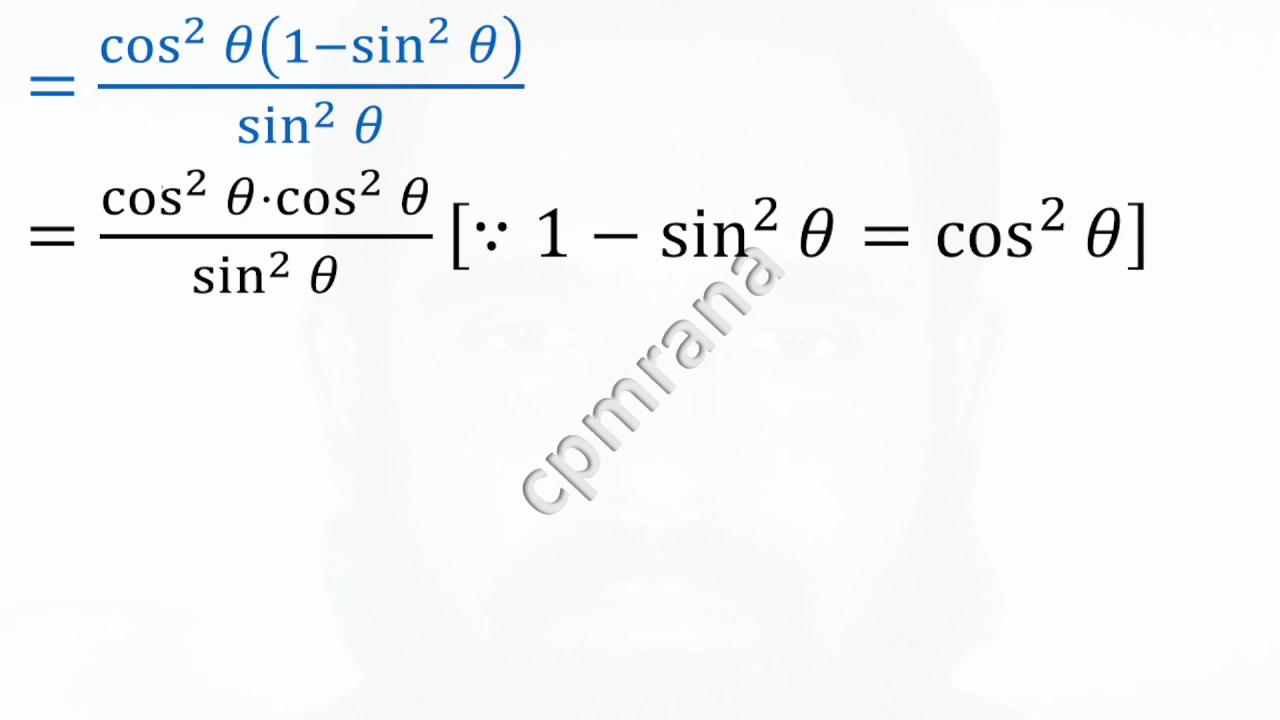 = cos² θ(1−sin² θ) / sin² θ
= cos² θ·cos² θ / sin² θ [∵ 1 − sin² θ = cos² θ]
cpmrana